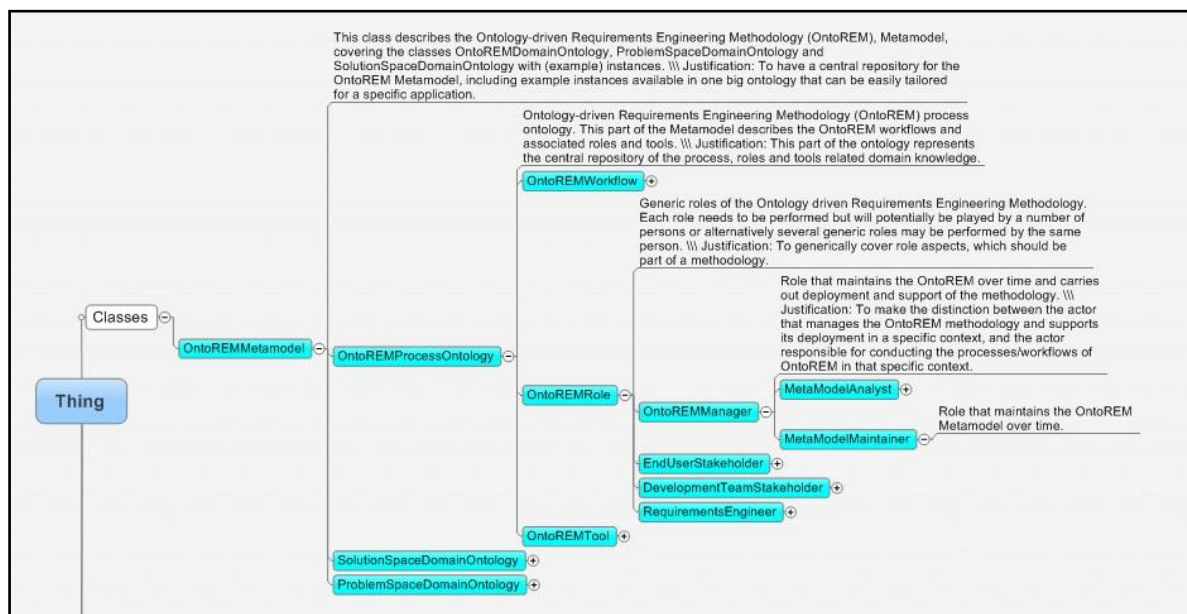 This class describes the Ontology-driven Requirements Engineering Methodology (OntoREM), Metamodel,
covering the classes OntoREMDomainOntology, ProblemSpaceDomainOntology and
SolutionSpaceDomainOntology with (example) instances. \\\ Justification: To have a central repository for the
OntoREM Metamodel, including example instances available in one big ontology that can be easily tailored
for a specific application.
Ontology-driven Requirements Engineering Methodology (OntoREM) process
ontology. This part of the Metamodel describes the OntoREM workflows and
associated roles and tools. \\\ Justification: This part of the ontology represents
the central repository of the process, roles and tools related domain knowledge.
OntoREMWorkflow
Generic roles of the Ontology driven Requirements Engineering Methodology.
Each role needs to be performed but will potentially be played by a number of
persons or alternatively several generic roles may be performed by the same
person. \\\ Justification: To generically cover role aspects, which should be
part of a methodology.
Role that maintains the OntoREM over time and carries
out deployment and support of the methodology. \\\
Justification: To make the distinction between the actor
that manages the OntoREM methodology and supports
its deployment in a specific context, and the actor
responsible for conducting the processes/workflows of
OntoREM in that specific context.
Classes
OntoREMMetamodel
OntoREMProcessOntology
Thing
OntoREMRole
OntoREMManager
MetaModelAnalyst
MetaModelMaintainer
Role that maintains the OntoREM
Metamodel over time.
EndUserStakeholder
DevelopmentTeamStakeholder
RequirementsEngineer
OntoREMTool
SolutionSpaceDomainOntology
ProblemSpaceDomainOntology